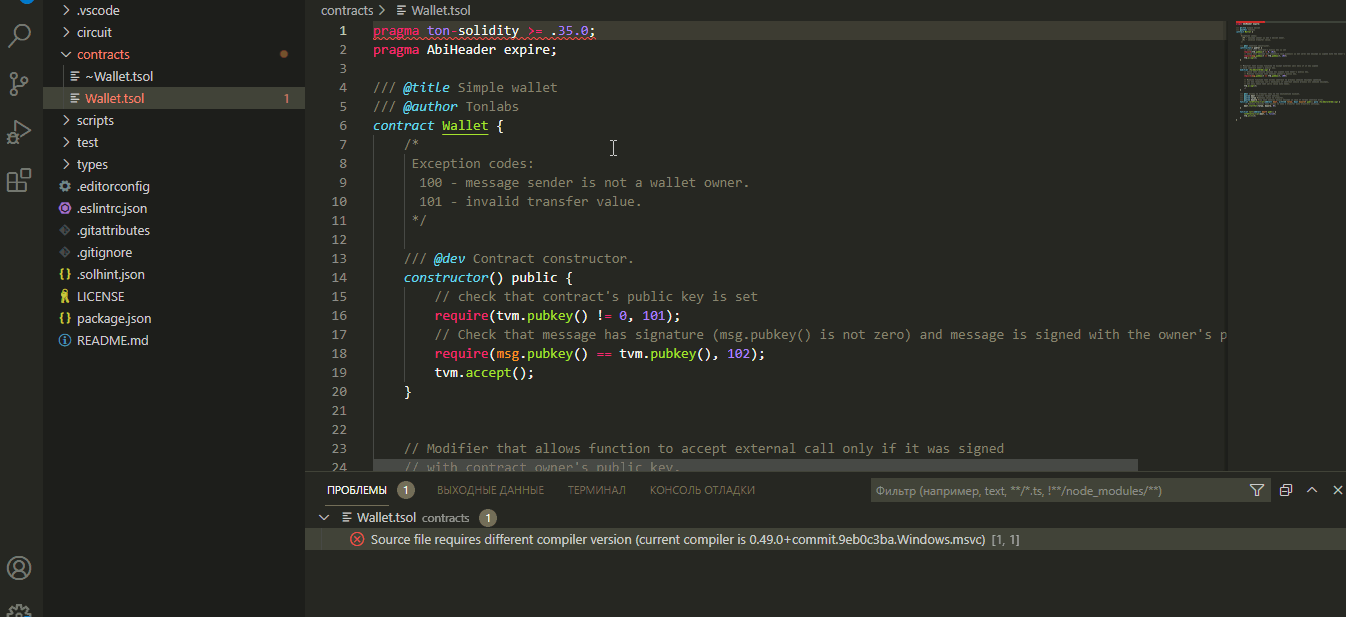 .vscode
circuit
contracts
~Wallet.tsol
Wallet.tsol 1
scripts
test
types
.editorconfig
.eslintrc.json
.gitattributes
.gitignore
.solhint.json
LICENSE
package.json
README.md
contracts > Wallet.tsol
1 pragma ton-solidity >= .35.0;
2 pragma AbiHeader expire;
3
4 /// @title Simple wallet
5 /// @author Tonlabs
6 contract Wallet {
7 /*
8 Exception codes:
9 100 - message sender is not a wallet owner.
10 101 - invalid transfer value.
11 */
12
13 /// @dev Contract constructor.
14 constructor() public {
15 // check that contract's public key is set
16 require(tvm.pubkey() != 0, 101);
17 // Check that message has signature (msg.pubkey() is not zero) and message is signed with the owner's p
18 require(msg.pubkey() == tvm.pubkey(), 102);
19 tvm.accept();
20 }
21
22
23 // Modifier that allows function to accept external call only if it was signed
24 // with contract owner's public key.
ПРОБЛЕМЫ 1 ВЫХОДНЫЕ ДАННЫЕ ТЕРМИНАЛ КОНСОЛЬ ОТЛАДКИ Фильтр (например, text, **/*.ts, !**/node_modules/**)
Wallet.tsol contracts 1
Source file requires different compiler version (current compiler is 0.49.0+commit.9eb0c3ba.Windows.msvc) [1, 1]